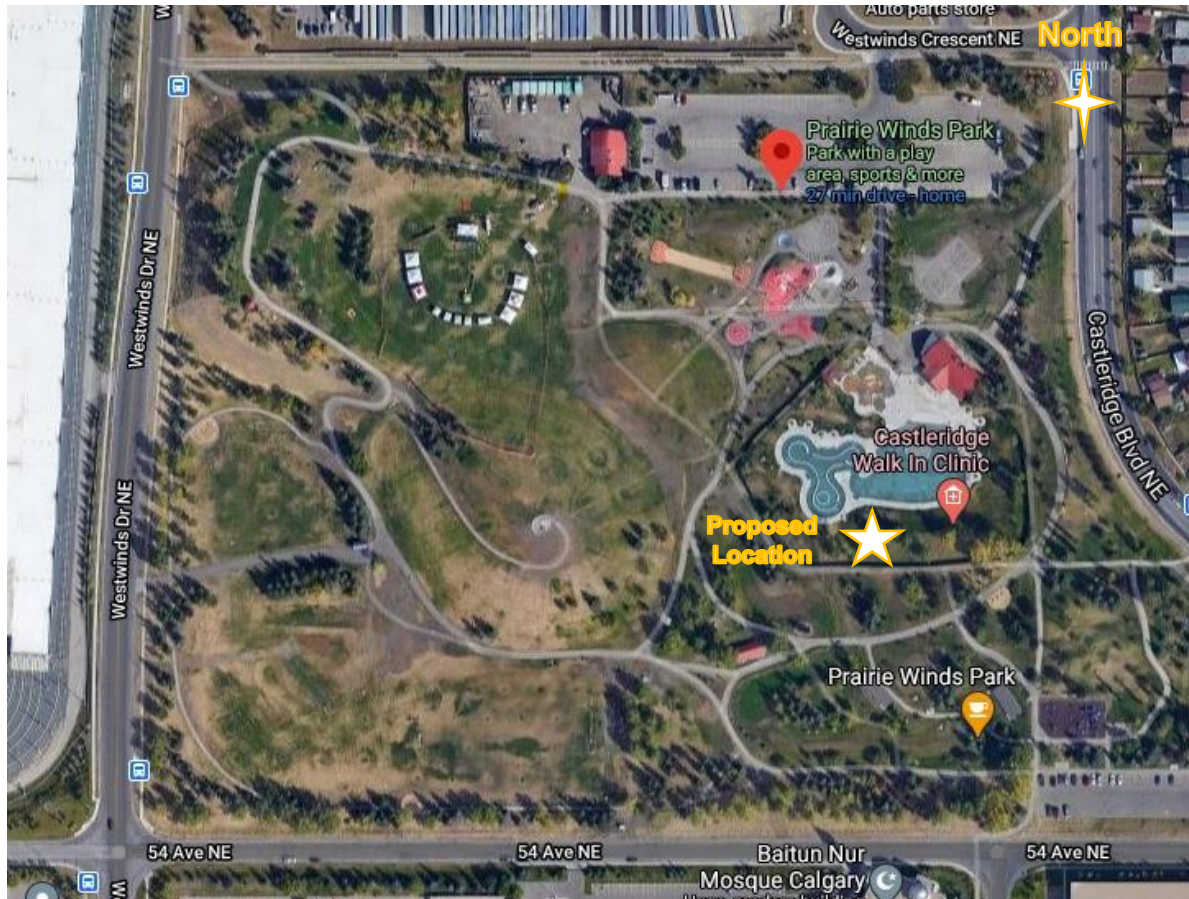 Auto parts store
Westwinds Crescent NE
North
Prairie Winds Park
Park with a play
area, sports & more
27 min drive - home
Westwinds Dr NE
Castleridge Blvd NE
Castleridge
Walk In Clinic
Westwinds Dr NE
Proposed
Location
Prairie Winds Park
54 Ave NE
54 Ave NE
54 Ave NE
Baitun Nur
Mosque Calgary